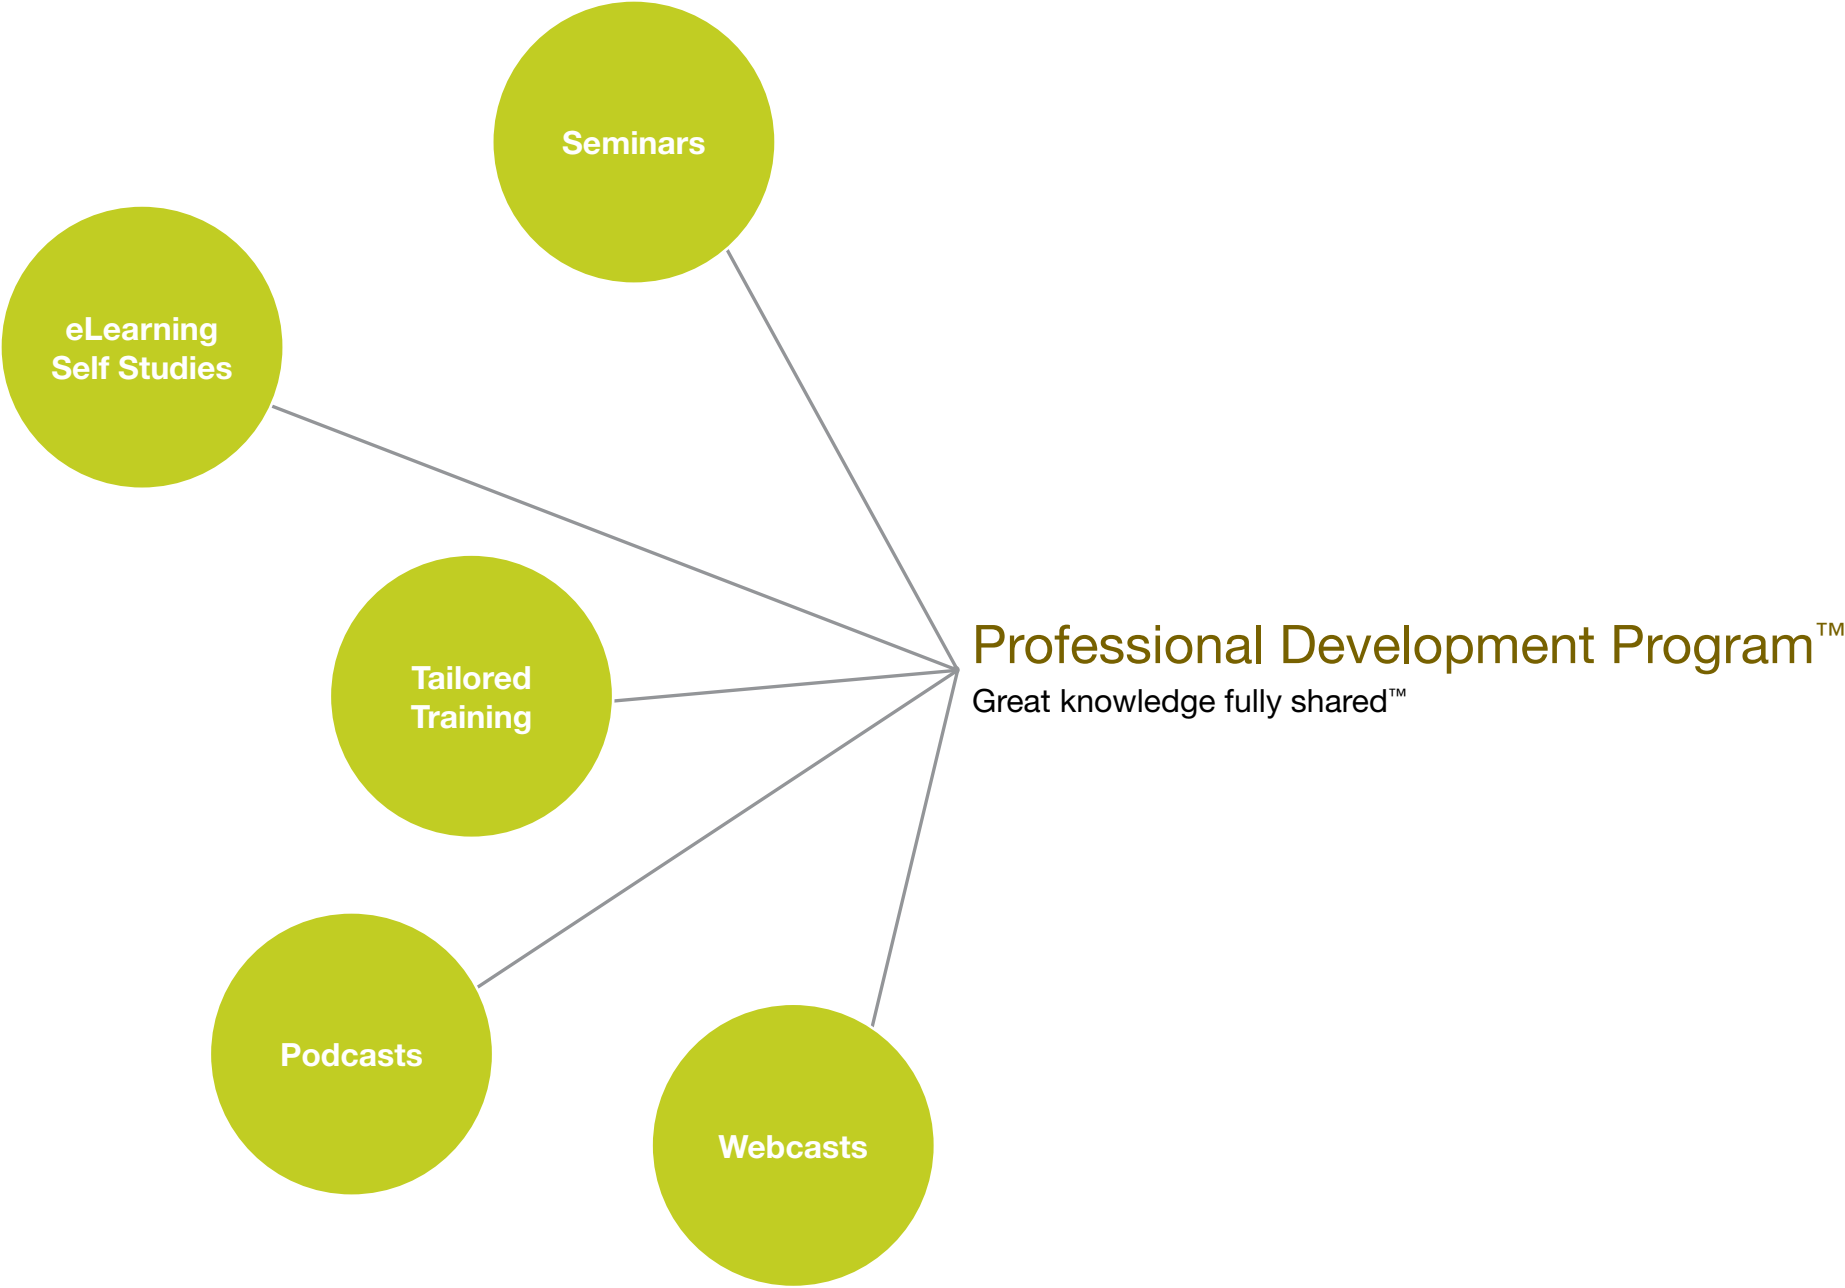 Seminars
eLearning
Self Studies
Tailored
Training
Professional Development Program™
Great knowledge fully shared™
Podcasts
Webcasts